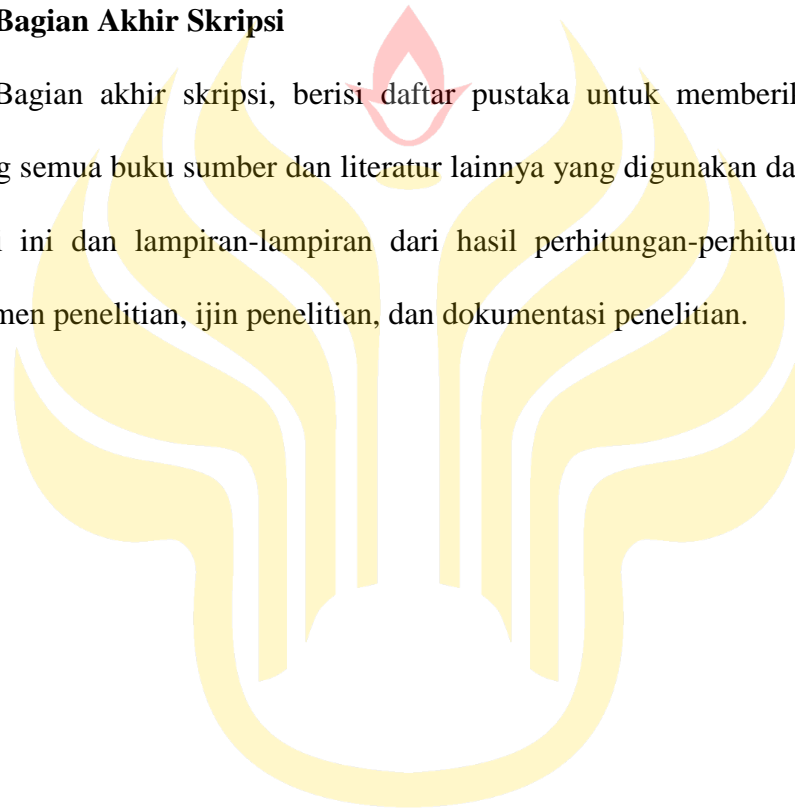 Bagian Akhir Skripsi
Bagian akhir skripsi, berisi daftar pustaka untuk memberik
g semua buku sumber dan literatur lainnya yang digunakan da
i ini dan lampiran-lampiran dari hasil perhitungan-perhitun
men penelitian, ijin penelitian, dan dokumentasi penelitian.